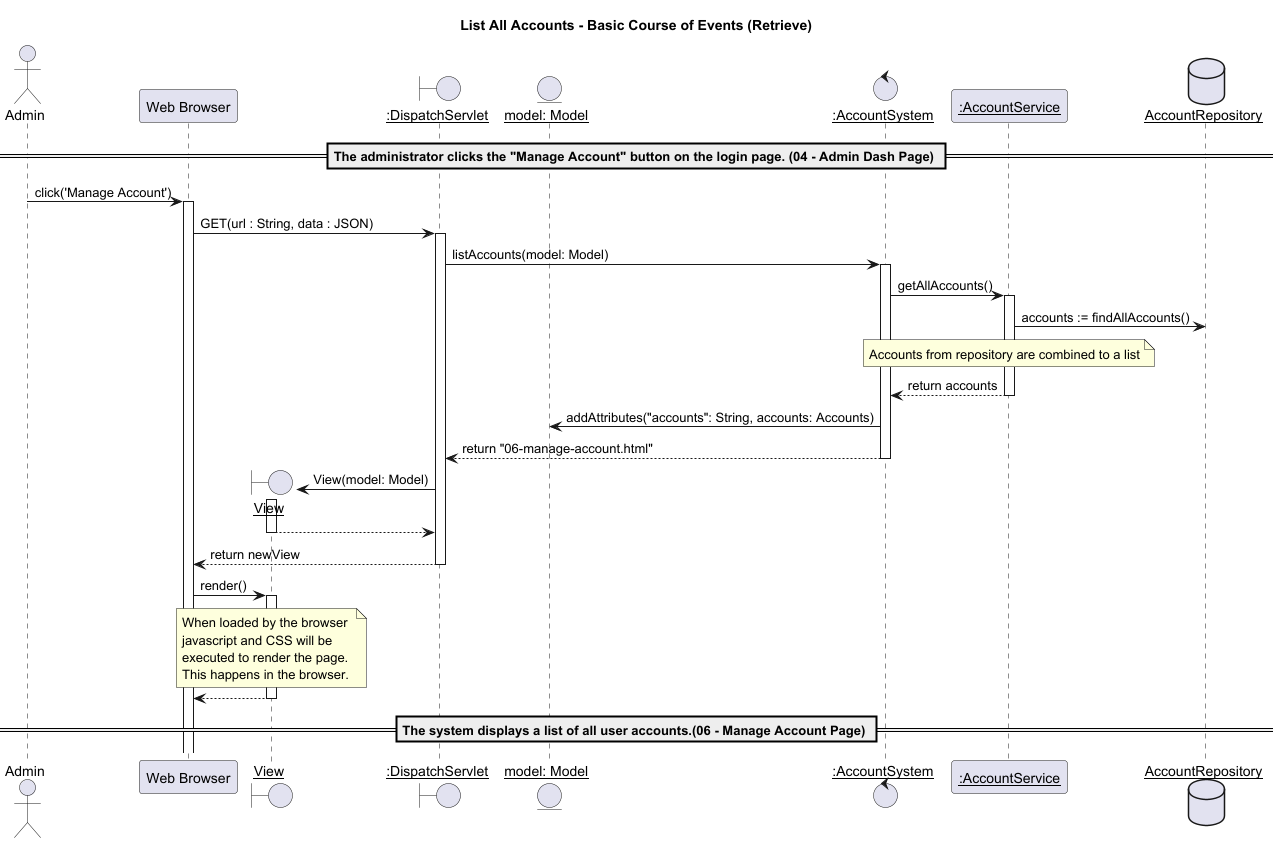 List All Accounts - Basic Course of Events (Retrieve)
Admin
Web Browser
:DispatchServlet
model: Model
:AccountSystem
:AccountService
AccountRepository
The administrator clicks the "Manage Account" button on the login page. (04 - Admin Dash Page)
click('Manage Account')
GET(url : String, data : JSON)
listAccounts(model: Model)
getAllAccounts()
accounts := findAllAccounts()
Accounts from repository are combined to a list
return accounts
addAttributes("accounts": String, accounts: Accounts)
return "06-manage-account.html"
View(model: Model)
View
return newView
render()
When loaded by the browser
javascript and CSS will be
executed to render the page.
This happens in the browser.
The system displays a list of all user accounts.(06 - Manage Account Page)
Admin
Web Browser
View
:DispatchServlet
model: Model
:AccountSystem
:AccountService
AccountRepository